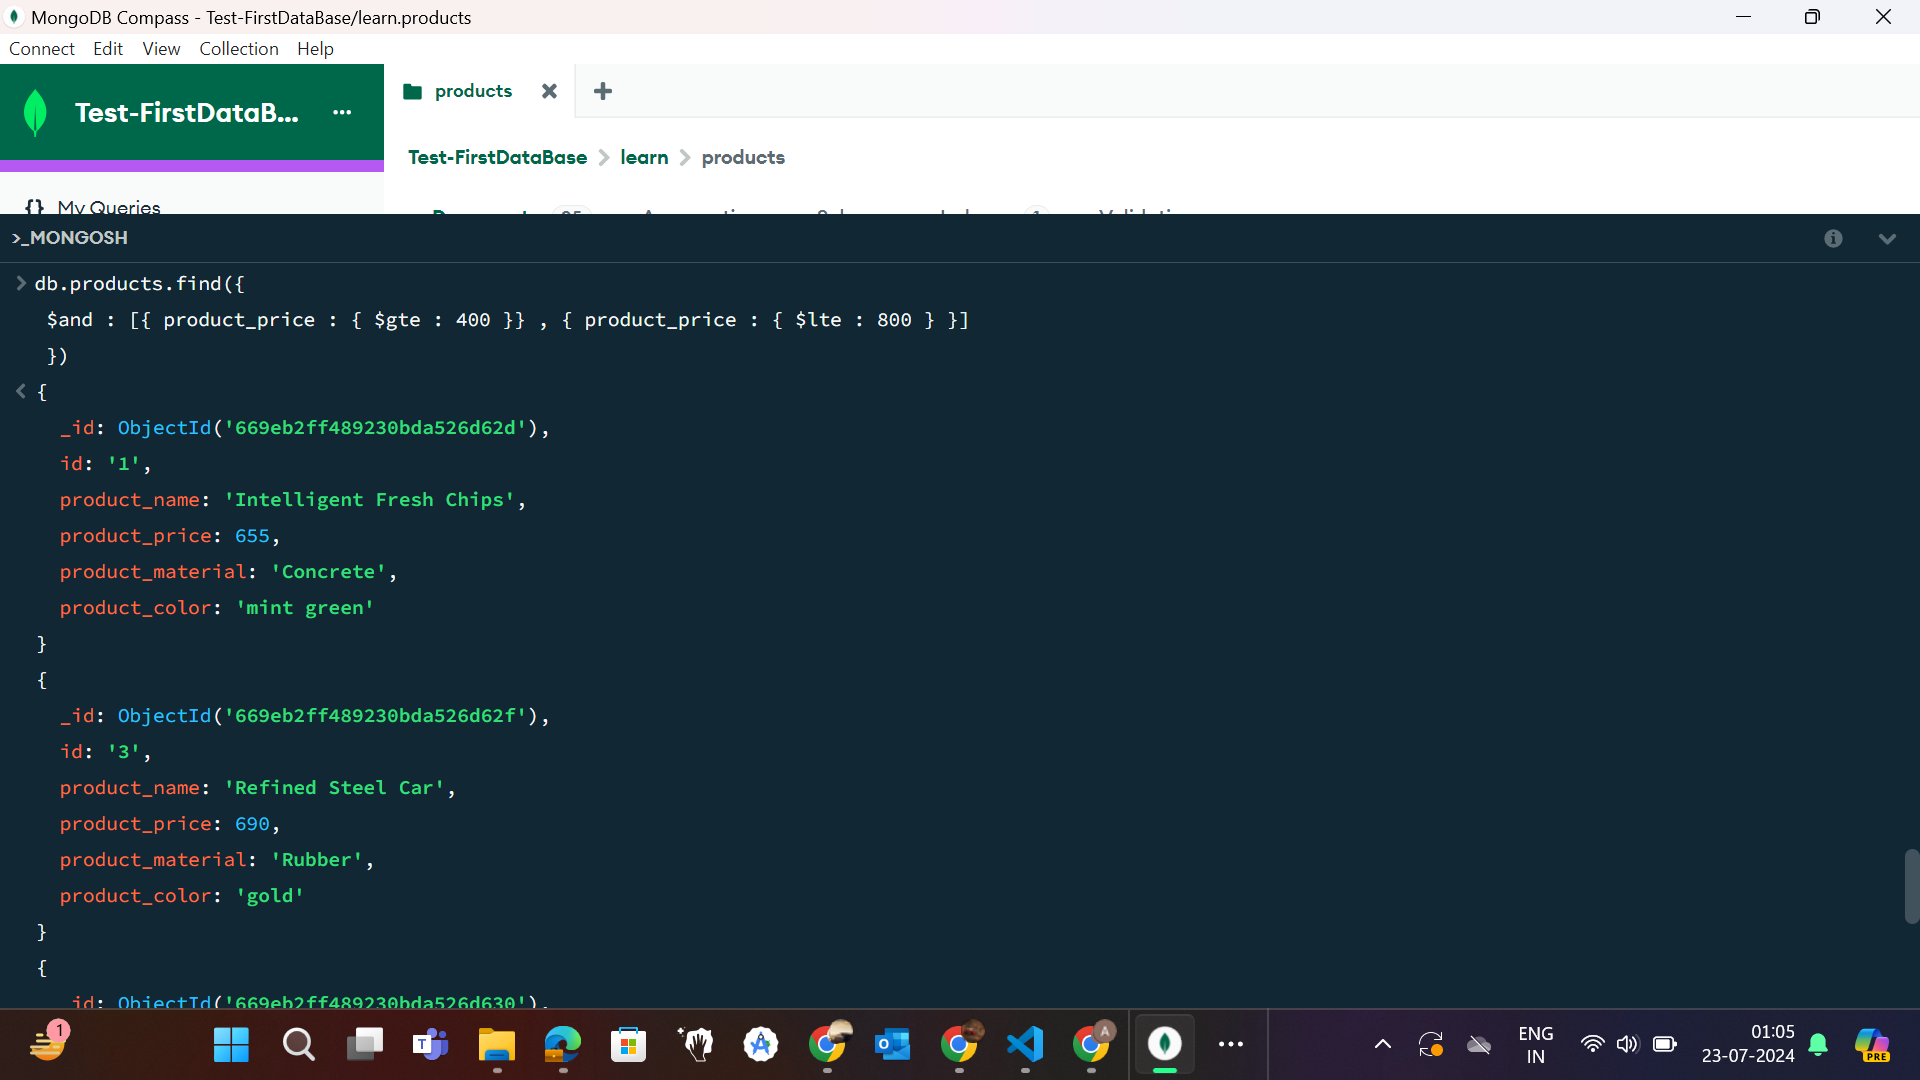 MongoDB Compass - Test-FirstDataBase/learn.products
Connect Edit View Collection Help
Test-FirstDataB... ...
products
Test-FirstDataBase > learn > products
{} My Queries
>_MONGOSH
> db.products.find({
$and : [{ product_price : { $gte : 400 }} , { product_price : { $lte : 800 } }]
})
< {
_id: ObjectId('669eb2ff489230bda526d62d'),
id: '1',
product_name: 'Intelligent Fresh Chips',
product_price: 655,
product_material: 'Concrete',
product_color: 'mint green'
}
{
_id: ObjectId('669eb2ff489230bda526d62f'),
id: '3',
product_name: 'Refined Steel Car',
product_price: 690,
product_material: 'Rubber',
product_color: 'gold'
}
{
_id: ObjectId('669eb2ff489230bda526d630'),
1
ENG
IN
01:05
23-07-2024
PRE